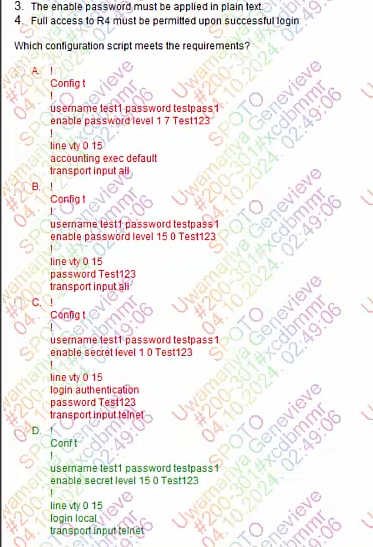 3. The enable password must be applied in plain text.
4. Full access to R4 must be permitted upon successful login
Which configuration script meets the requirements?
A. !
Config t
!
username test1 password testpass1
enable password level 1 7 Test123
!
line vty 0 15
accounting exec default
transport input all
B. !
Config t
!
username test1 password testpass1
enable password level 15 0 Test123
!
line vty 0 15
password Test123
transport input all
C. !
Config t
!
username test1 password testpass1
enable secret level 1 0 Test123
!
line vty 0 15
login authentication
password Test123
transport input telnet
D. !
Conf t
!
username test1 password testpass1
enable secret level 15 0 Test123
!
line vty 0 15
login local
transport input telnet